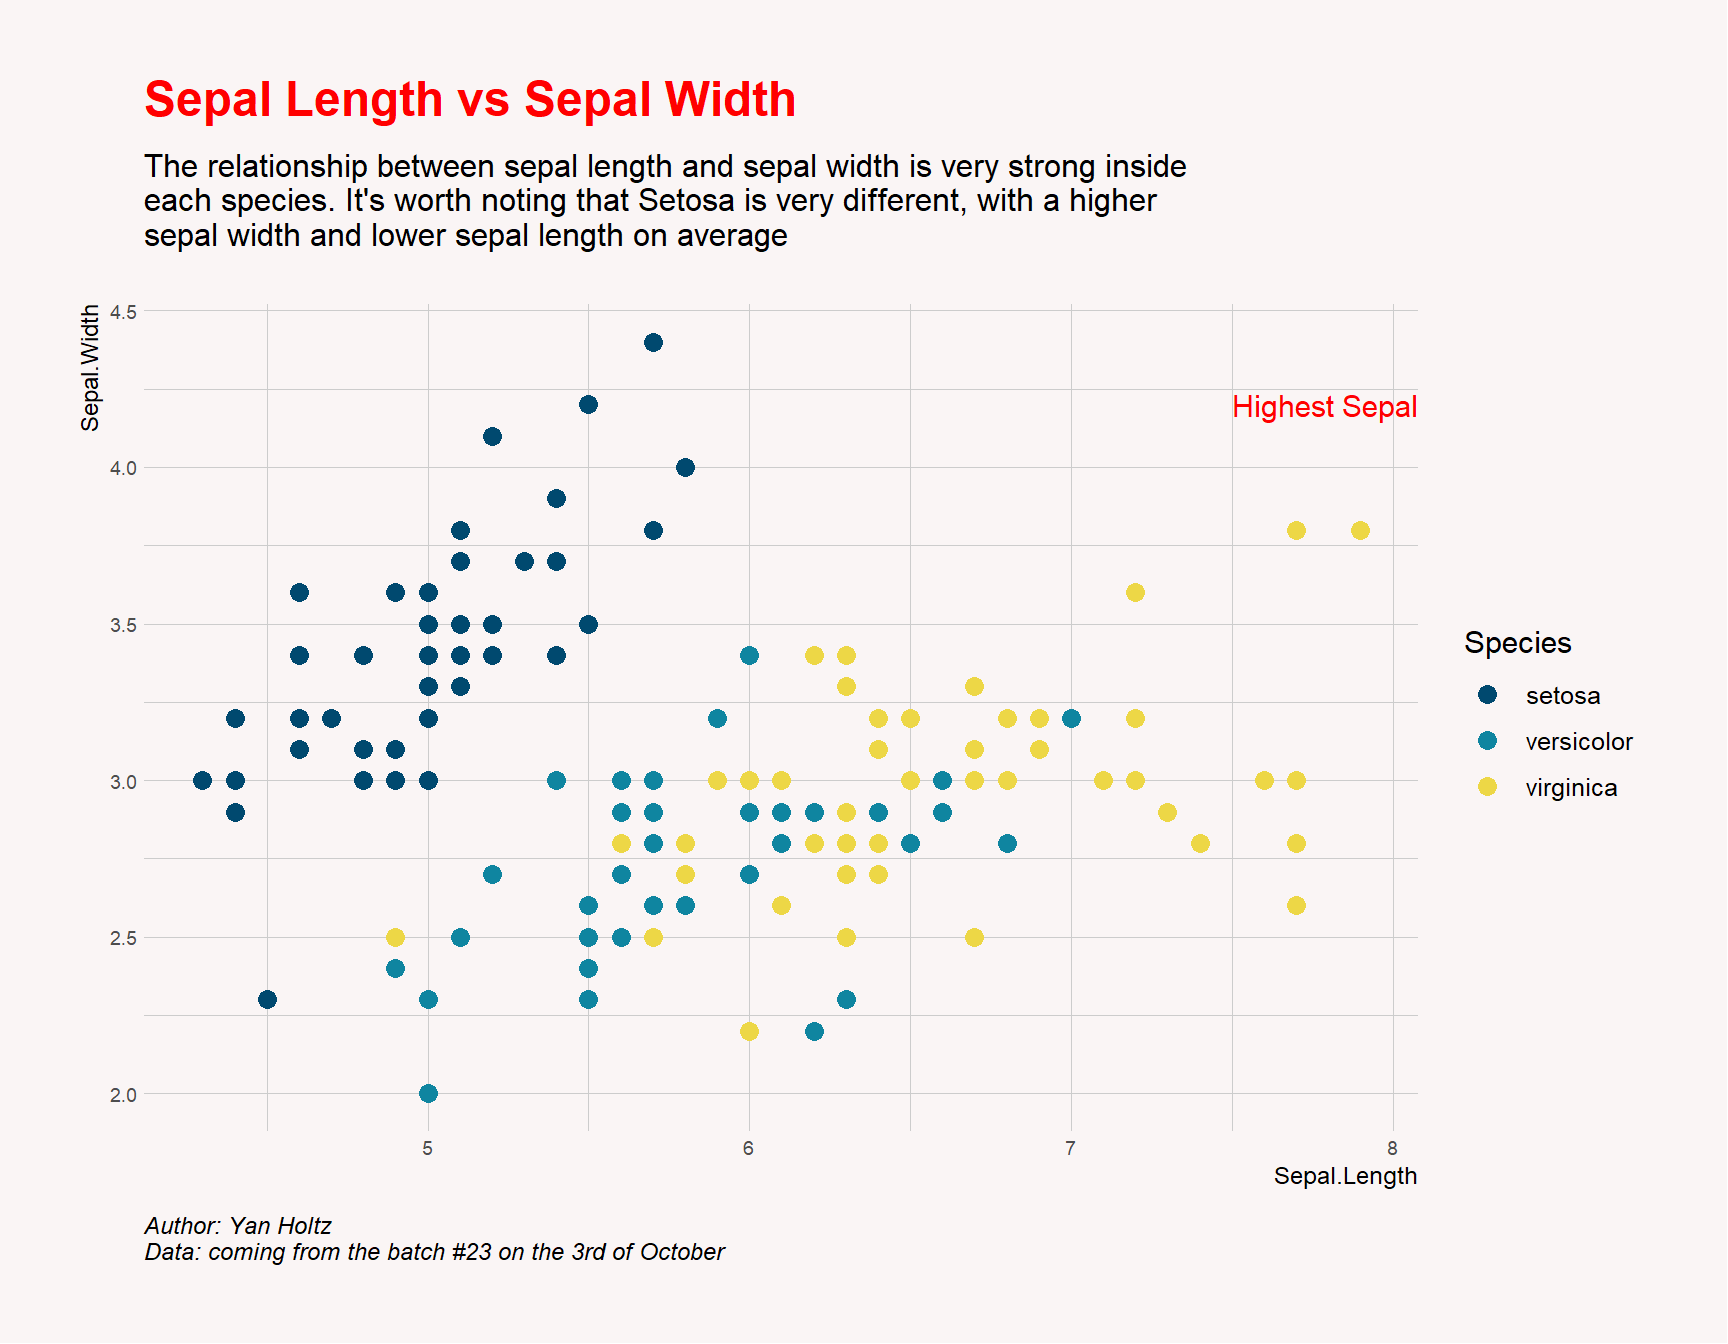 Sepal Length vs Sepal Width
The relationship between sepal length and sepal width is very strong inside
each species. It's worth noting that Setosa is very different, with a higher
sepal width and lower sepal length on average
Sepal.Width
4.5
4.0
3.5
3.0
2.5
2.0
Highest Sepal
Species
setosa
versicolor
virginica
5
6
7
8
Sepal.Length
Author: Yan Holtz
Data: coming from the batch #23 on the 3rd of October